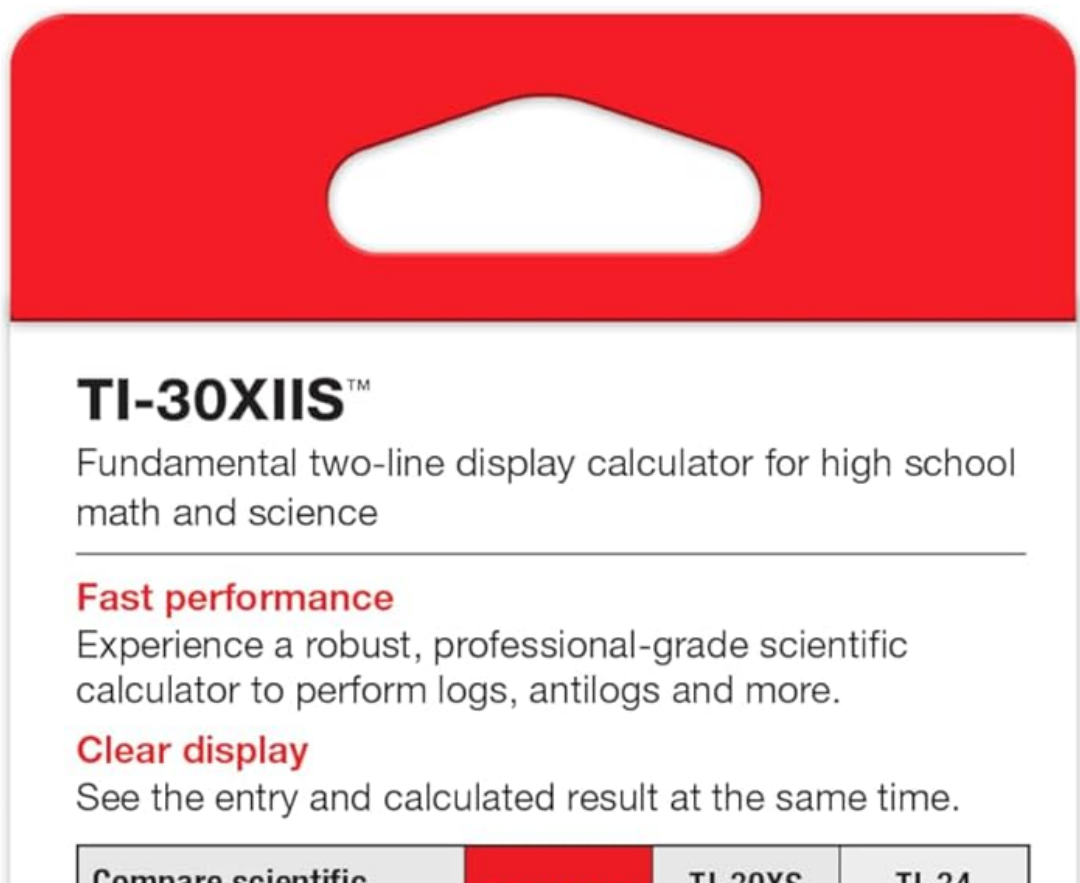 TI-30XIIS™
Fundamental two-line display calculator for high school
math and science
Fast performance
Experience a robust, professional-grade scientific
calculator to perform logs, antilogs and more.
Clear display
See the entry and calculated result at the same time.
Compare scientific